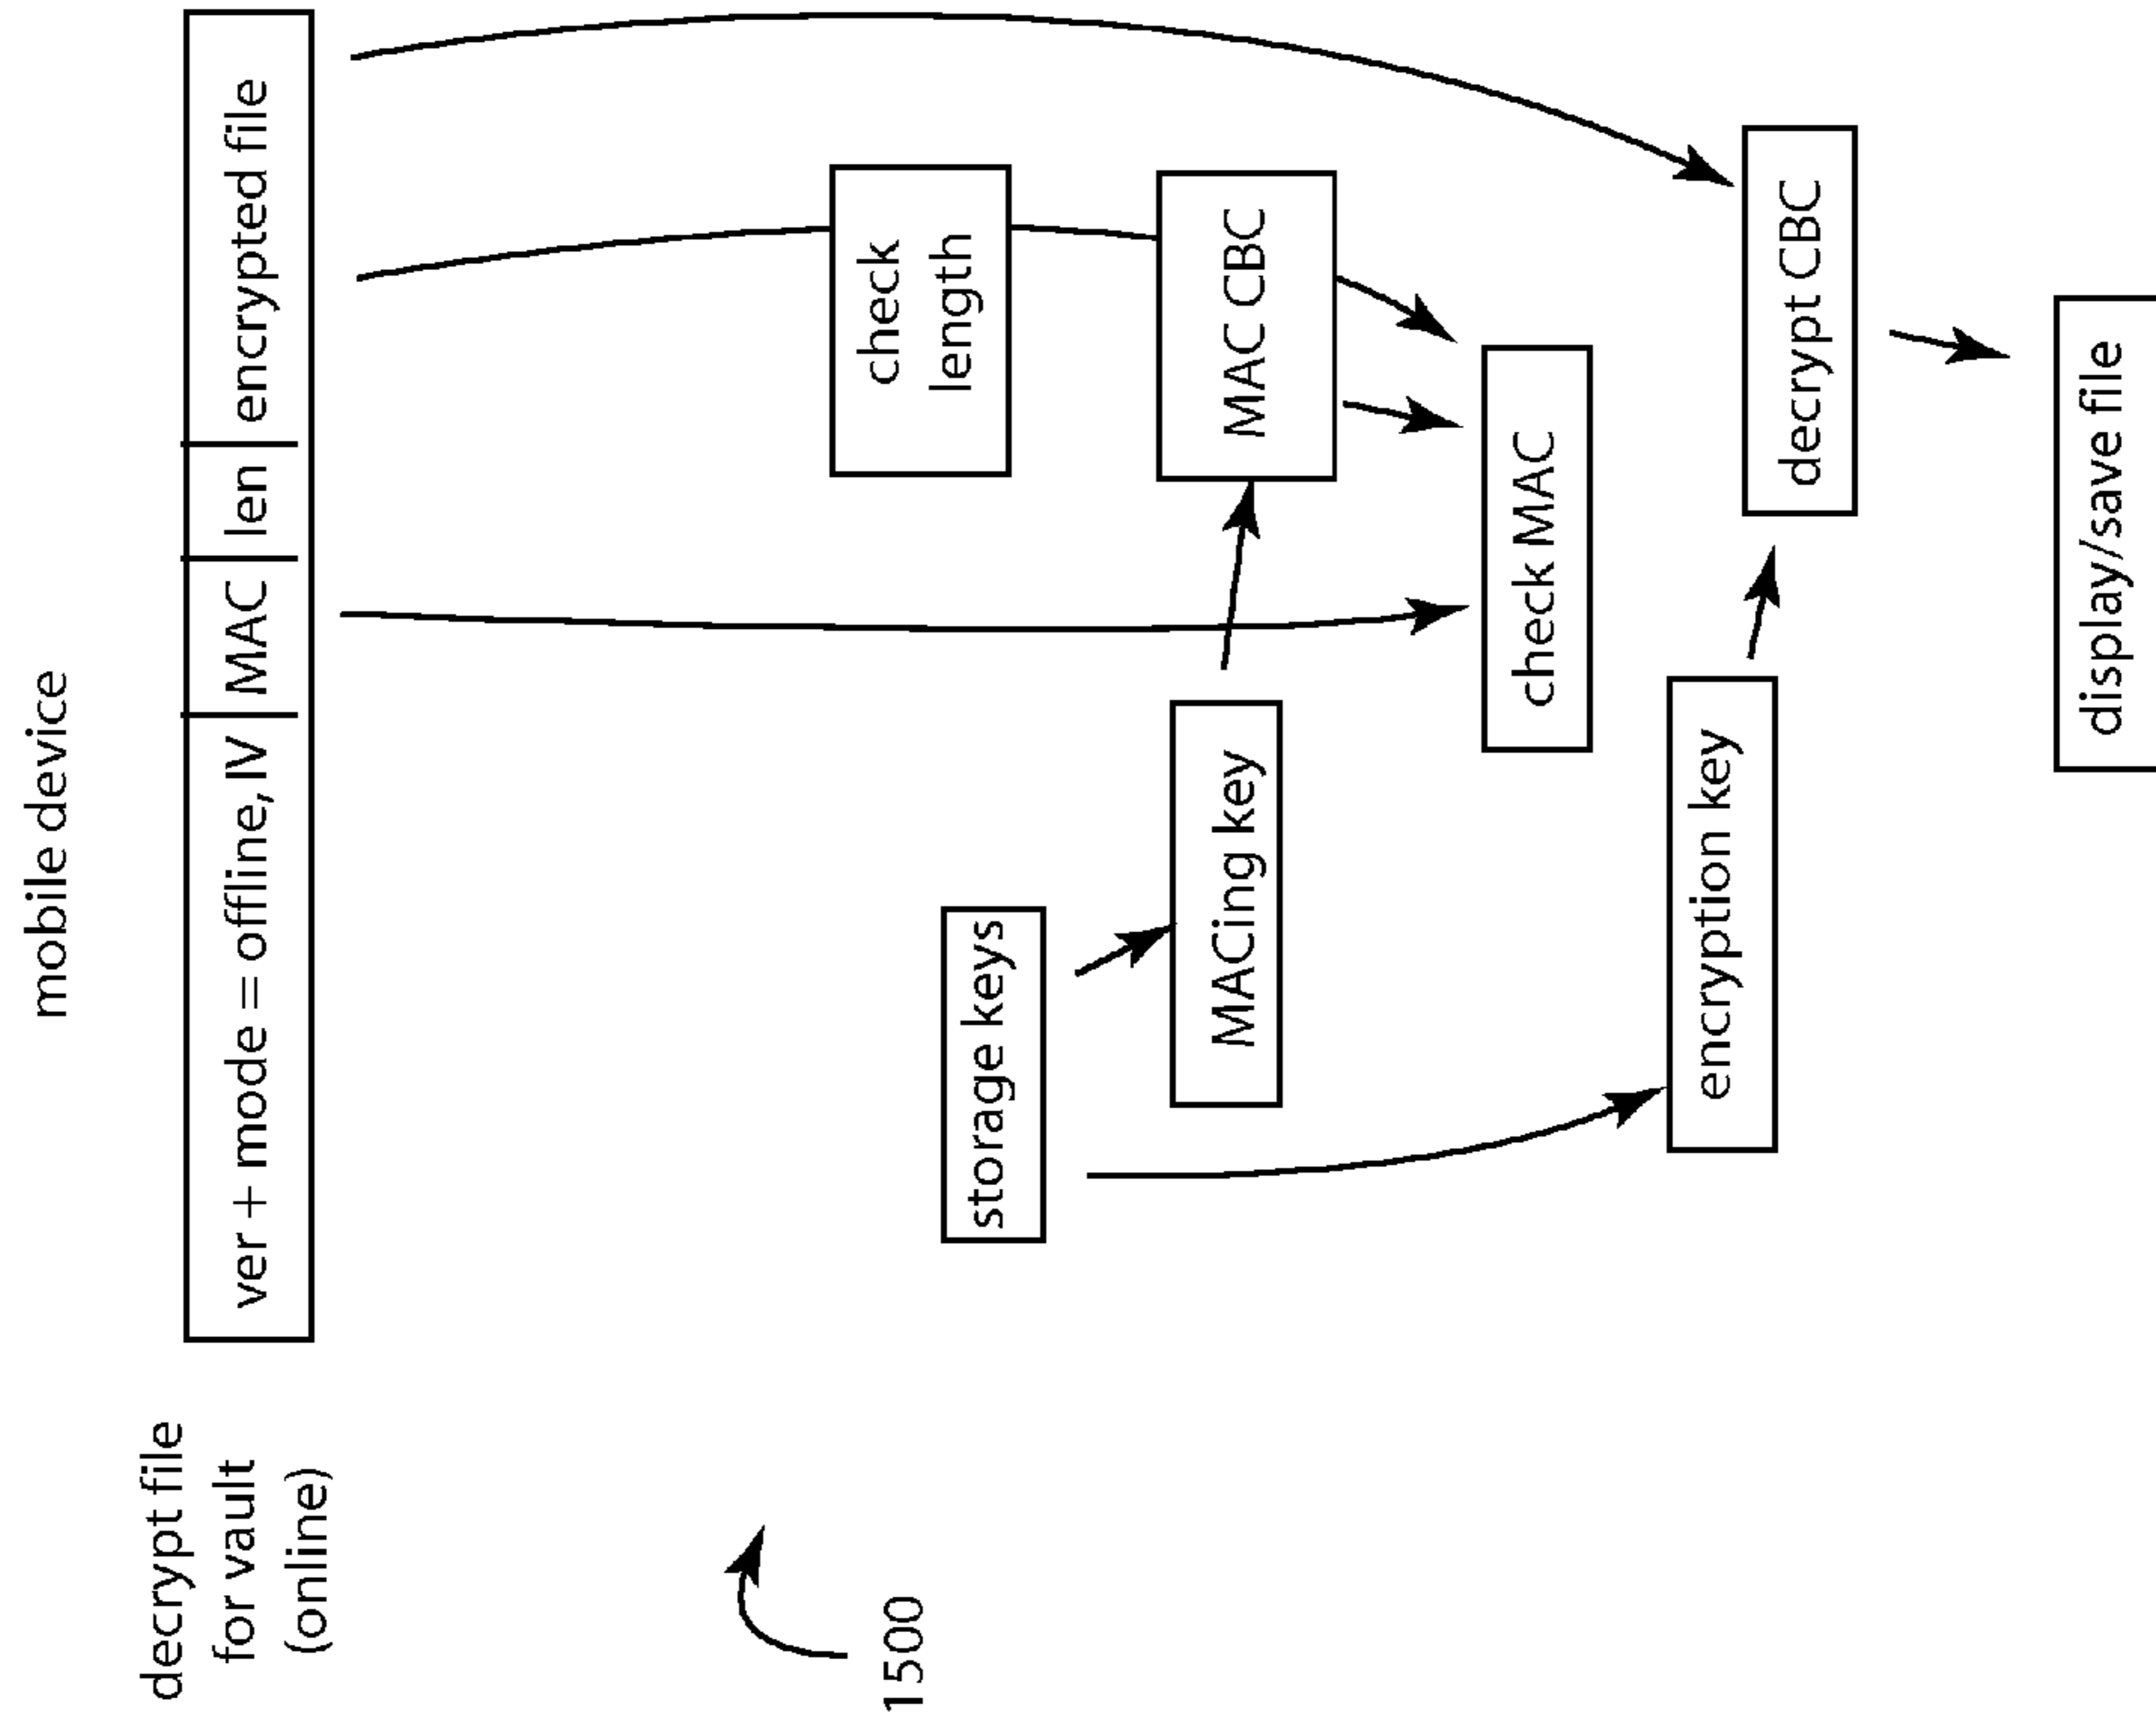 mobile device
decrypt file
for vault
(online)
ver + mode = offline, IV
MAC
len
encrypted file
check
length
storage keys
MACing key
MAC CBC
check MAC
encryption key
decrypt CBC
display/save file
1500